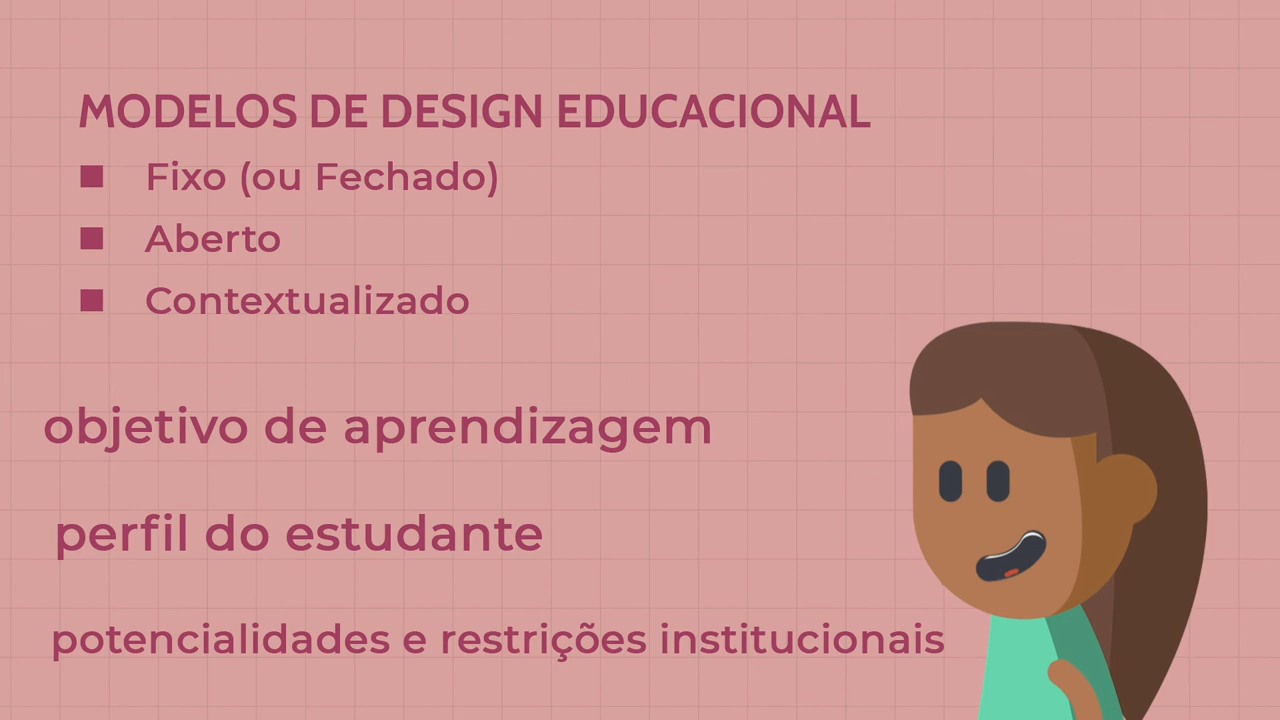 MODELOS DE DESIGN EDUCACIONAL
Fixo (ou Fechado)
Aberto
Contextualizado
objetivo de aprendizagem
perfil do estudante
potencialidades e restrições institucionais